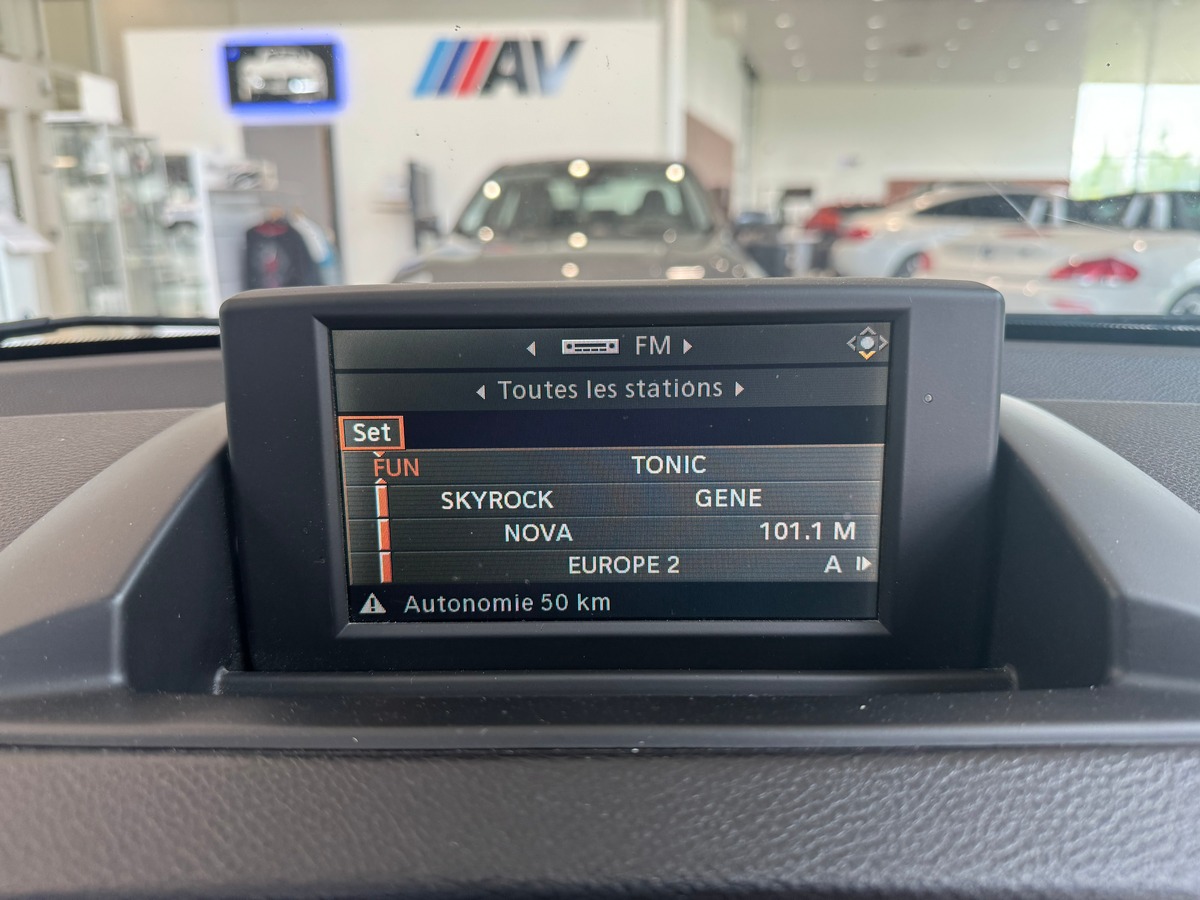 AV
FM
Toutes les stations
Set
FUN TONIC
SKYROCK GENE
NOVA 101.1 M
EUROPE 2 A
Autonomie 50 km